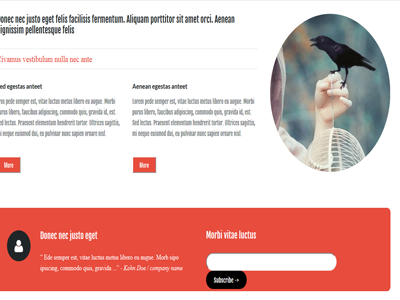 Donec nec justo eget felis facilisis fermentum. Aliquam porttitor sit amet orci. Aenean
dignissim pellentesque felis
Vivamus vestibulum nulla nec ante
Sed egestas anteet
Lorem pede semper est, vitae luctus metus libero eu augue. Morbi
purus libero, faucibus adipiscing, commodo quis, gravida id, est.
Sed lectus. Praesent elementum hendrerit tortor. Ultrices sagittis,
mi neque euismod dui, eu pulvinar nunc sapien ornare nisl.
More
Aenean egestas anteet
Lorem pede semper est, vitae luctus metus libero eu augue. Morbi
purus libero, faucibus adipiscing, commodo quis, gravida id, est.
Sed lectus. Praesent elementum hendrerit tortor. Ultrices sagittis,
mi neque euismod dui, eu pulvinar nunc sapien ornare nisl.
More
Donec nec justo eget
" Ede semper est, vitae luctus metus libero eu augue. Morb sipo
ipiscing, commodo quis, gravida ..." - Kohn Doe / company name
Morbi vitae luctus
Subscribe →